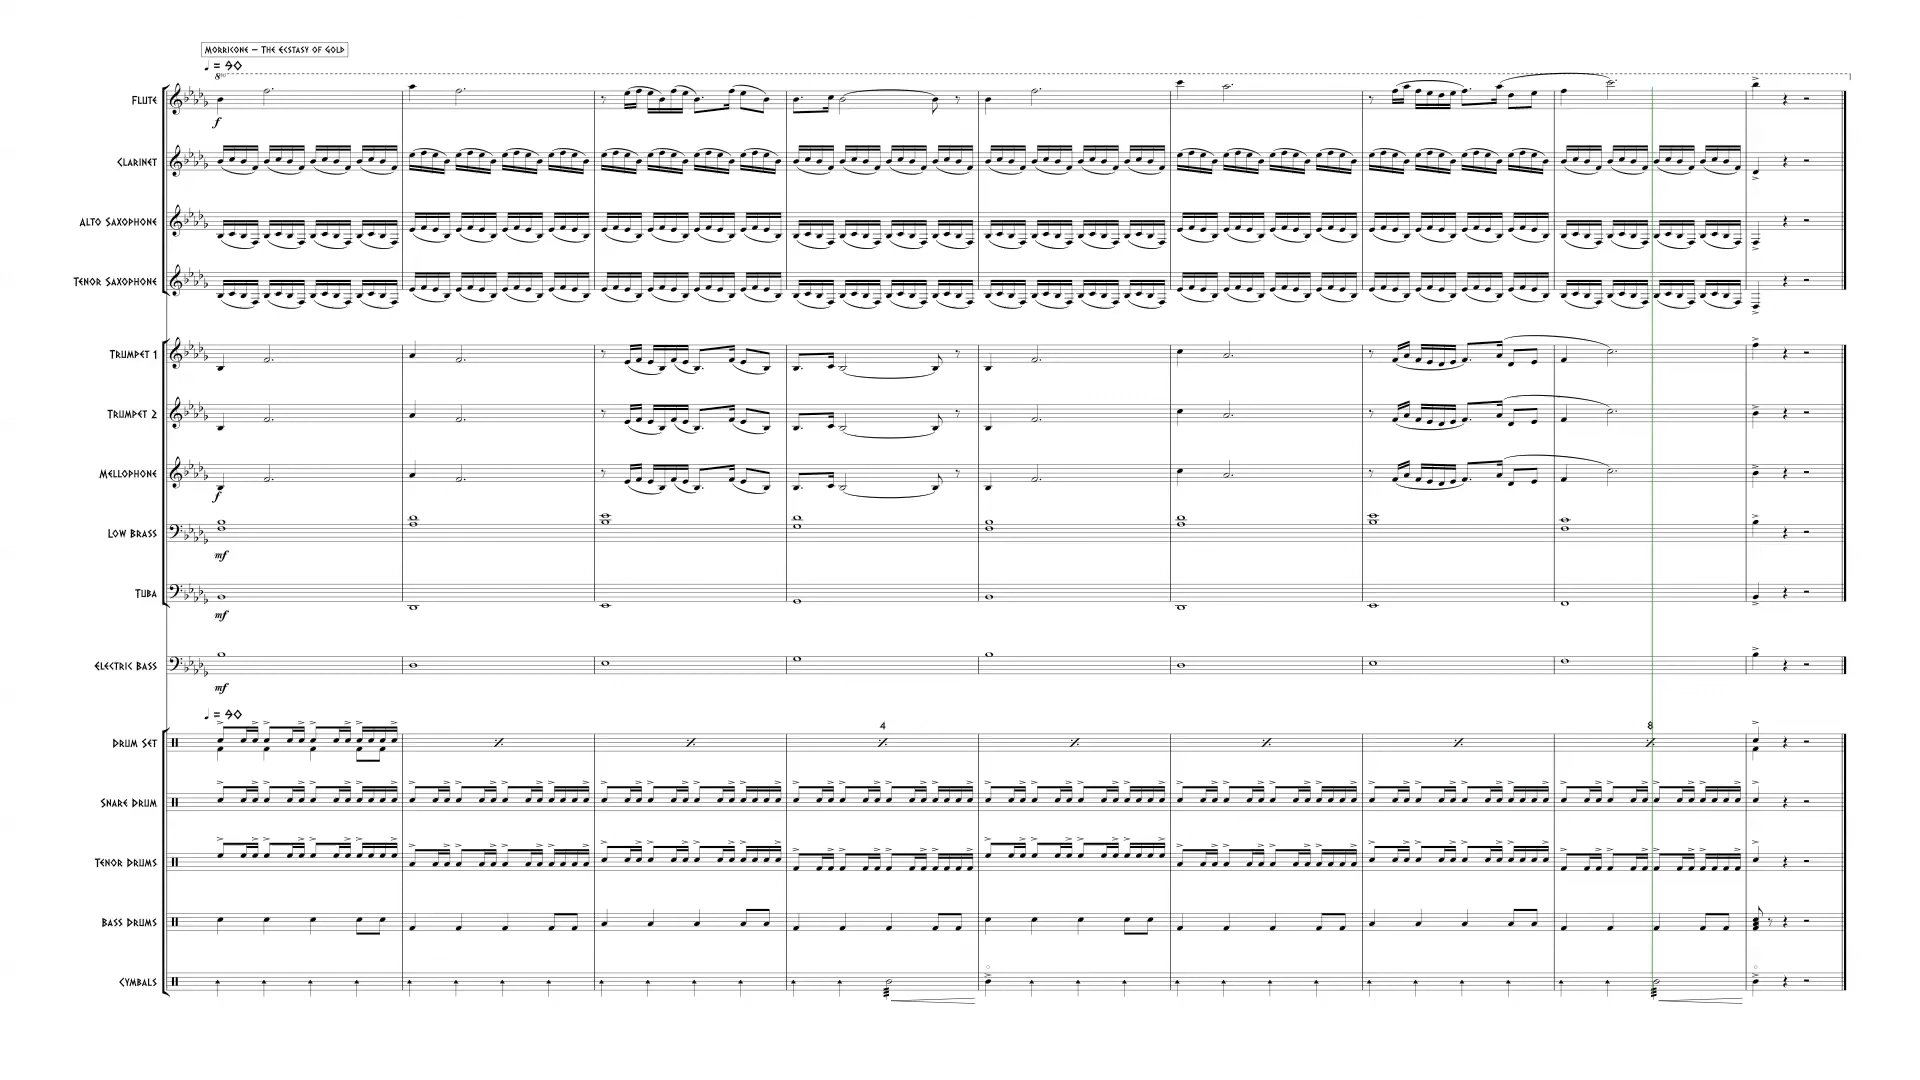 Morricone – The Ecstasy of Gold
♩ = 90
8va
Flute
f
Clarinet
Alto Saxophone
Tenor Saxophone
Trumpet 1
Trumpet 2
Mellophone
f
Low Brass
mf
Tuba
mf
Electric Bass
mf
♩ = 90
4
8
Drum Set
Snare Drum
Tenor Drums
Bass Drums
Cymbals